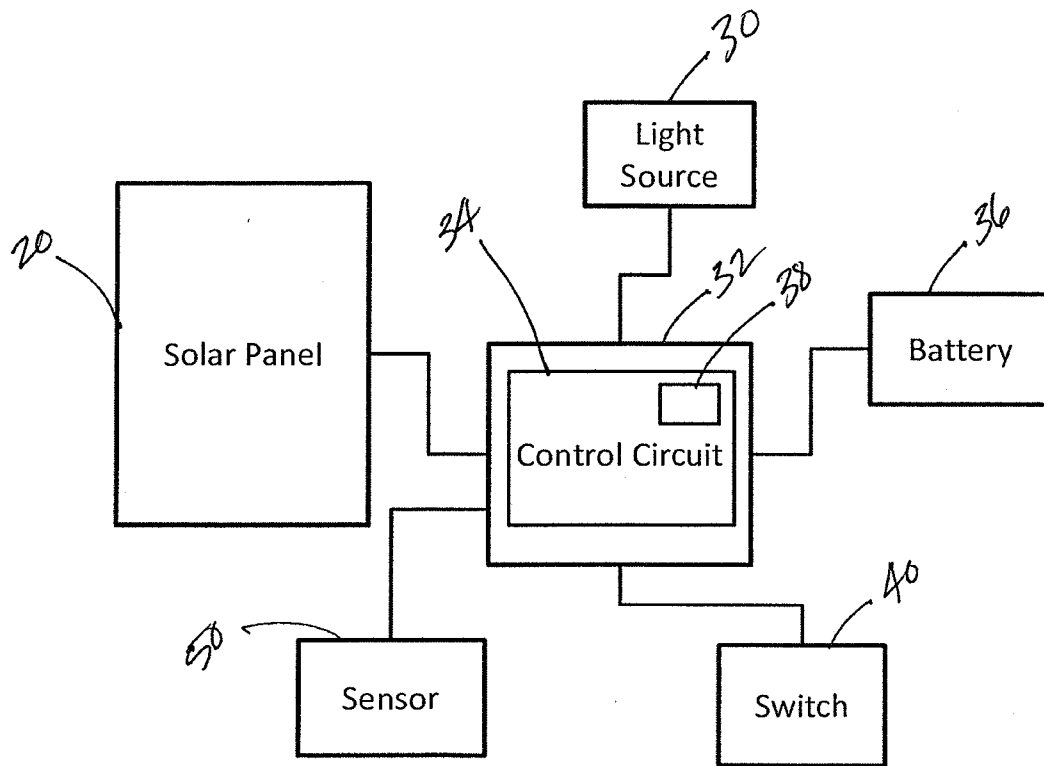 30
Light
Source
20
34
32
38
36
Solar Panel
Battery
Control Circuit
50
40
Sensor
Switch